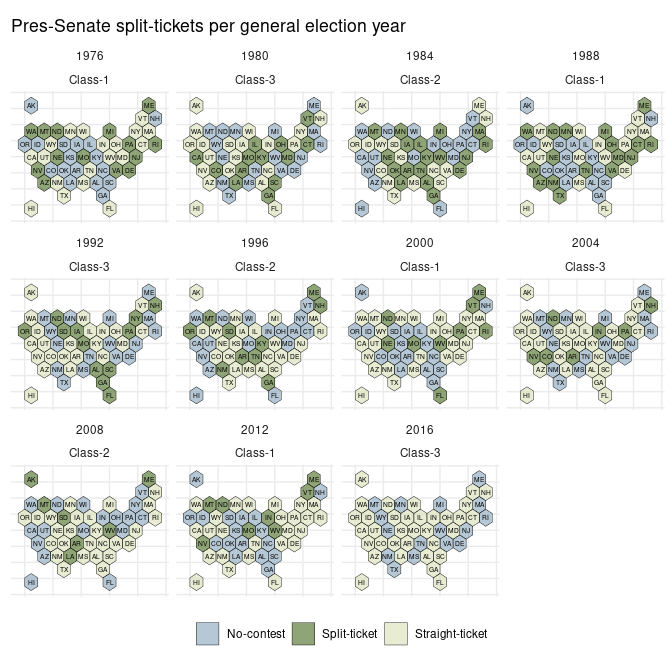 Pres-Senate split-tickets per general election year
1976
Class-1
AK ME
VT NH
WA MT ND MN WI MI NY MA
OR ID WY SD IA IL IN OH PA CT RI
CA UT NE KS MO KY WV MD NJ
NV CO OK AR TN NC VA DE
AZ NM LA MS AL SC
TX GA
HI FL
1980
Class-3
AK ME
VT NH
WA MT ND MN WI MI NY MA
OR ID WY SD IA IL IN OH PA CT RI
CA UT NE KS MO KY WV MD NJ
NV CO OK AR TN NC VA DE
AZ NM LA MS AL SC
TX GA
HI FL
1984
Class-2
AK ME
VT NH
WA MT ND MN WI MI NY MA
OR ID WY SD IA IL IN OH PA CT RI
CA UT NE KS MO KY WV MD NJ
NV CO OK AR TN NC VA DE
AZ NM LA MS AL SC
TX GA
HI FL
1988
Class-1
AK ME
VT NH
WA MT ND MN WI MI NY MA
OR ID WY SD IA IL IN OH PA CT RI
CA UT NE KS MO KY WV MD NJ
NV CO OK AR TN NC VA DE
AZ NM LA MS AL SC
TX GA
HI FL
1992
Class-3
AK ME
VT NH
WA MT ND MN WI MI NY MA
OR ID WY SD IA IL IN OH PA CT RI
CA UT NE KS MO KY WV MD NJ
NV CO OK AR TN NC VA DE
AZ NM LA MS AL SC
TX GA
HI FL
1996
Class-2
AK ME
VT NH
WA MT ND MN WI MI NY MA
OR ID WY SD IA IL IN OH PA CT RI
CA UT NE KS MO KY WV MD NJ
NV CO OK AR TN NC VA DE
AZ NM LA MS AL SC
TX GA
HI FL
2000
Class-1
AK ME
VT NH
WA MT ND MN WI MI NY MA
OR ID WY SD IA IL IN OH PA CT RI
CA UT NE KS MO KY WV MD NJ
NV CO OK AR TN NC VA DE
AZ NM LA MS AL SC
TX GA
HI FL
2004
Class-3
AK ME
VT NH
WA MT ND MN WI MI NY MA
OR ID WY SD IA IL IN OH PA CT RI
CA UT NE KS MO KY WV MD NJ
NV CO OK AR TN NC VA DE
AZ NM LA MS AL SC
TX GA
HI FL
2008
Class-2
AK ME
VT NH
WA MT ND MN WI MI NY MA
OR ID WY SD IA IL IN OH PA CT RI
CA UT NE KS MO KY WV MD NJ
NV CO OK AR TN NC VA DE
AZ NM LA MS AL SC
TX GA
HI FL
2012
Class-1
AK ME
VT NH
WA MT ND MN WI MI NY MA
OR ID WY SD IA IL IN OH PA CT RI
CA UT NE KS MO KY WV MD NJ
NV CO OK AR TN NC VA DE
AZ NM LA MS AL SC
TX GA
HI FL
2016
Class-3
AK ME
VT NH
WA MT ND MN WI MI NY MA
OR ID WY SD IA IL IN OH PA CT RI
CA UT NE KS MO KY WV MD NJ
NV CO OK AR TN NC VA DE
AZ NM LA MS AL SC
TX GA
HI FL
No-contest Split-ticket Straight-ticket